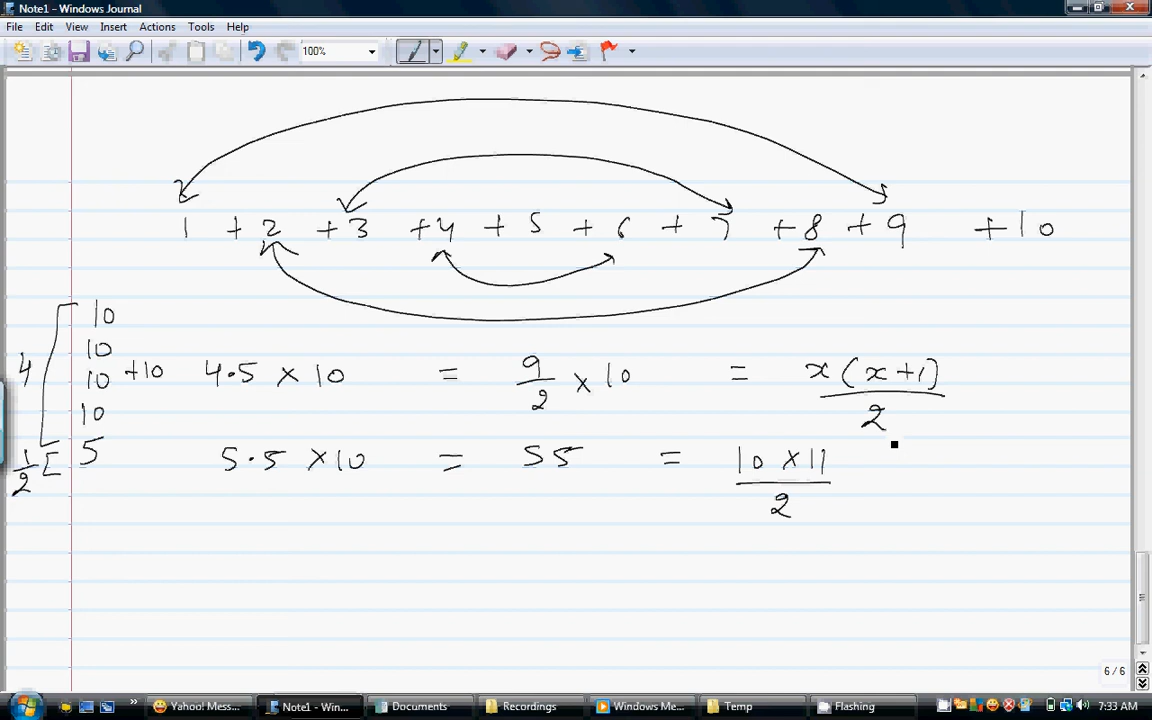 Note1 - Windows Journal
File Edit View Insert Actions Tools Help
100%
1 + 2 + 3 + 4 + 5 + 6 + 7 + 8 + 9 + 10
10
10
4 10 +10 4.5 × 10 = 9/2 × 10 = x(x+1)/2
10
1/2 5 5.5 × 10 = 55 = 10 × 11/2
6 / 6
Yahoo! Mess... Note1 - Win... Documents Recordings Windows Me... Temp Flashing 7:33 AM